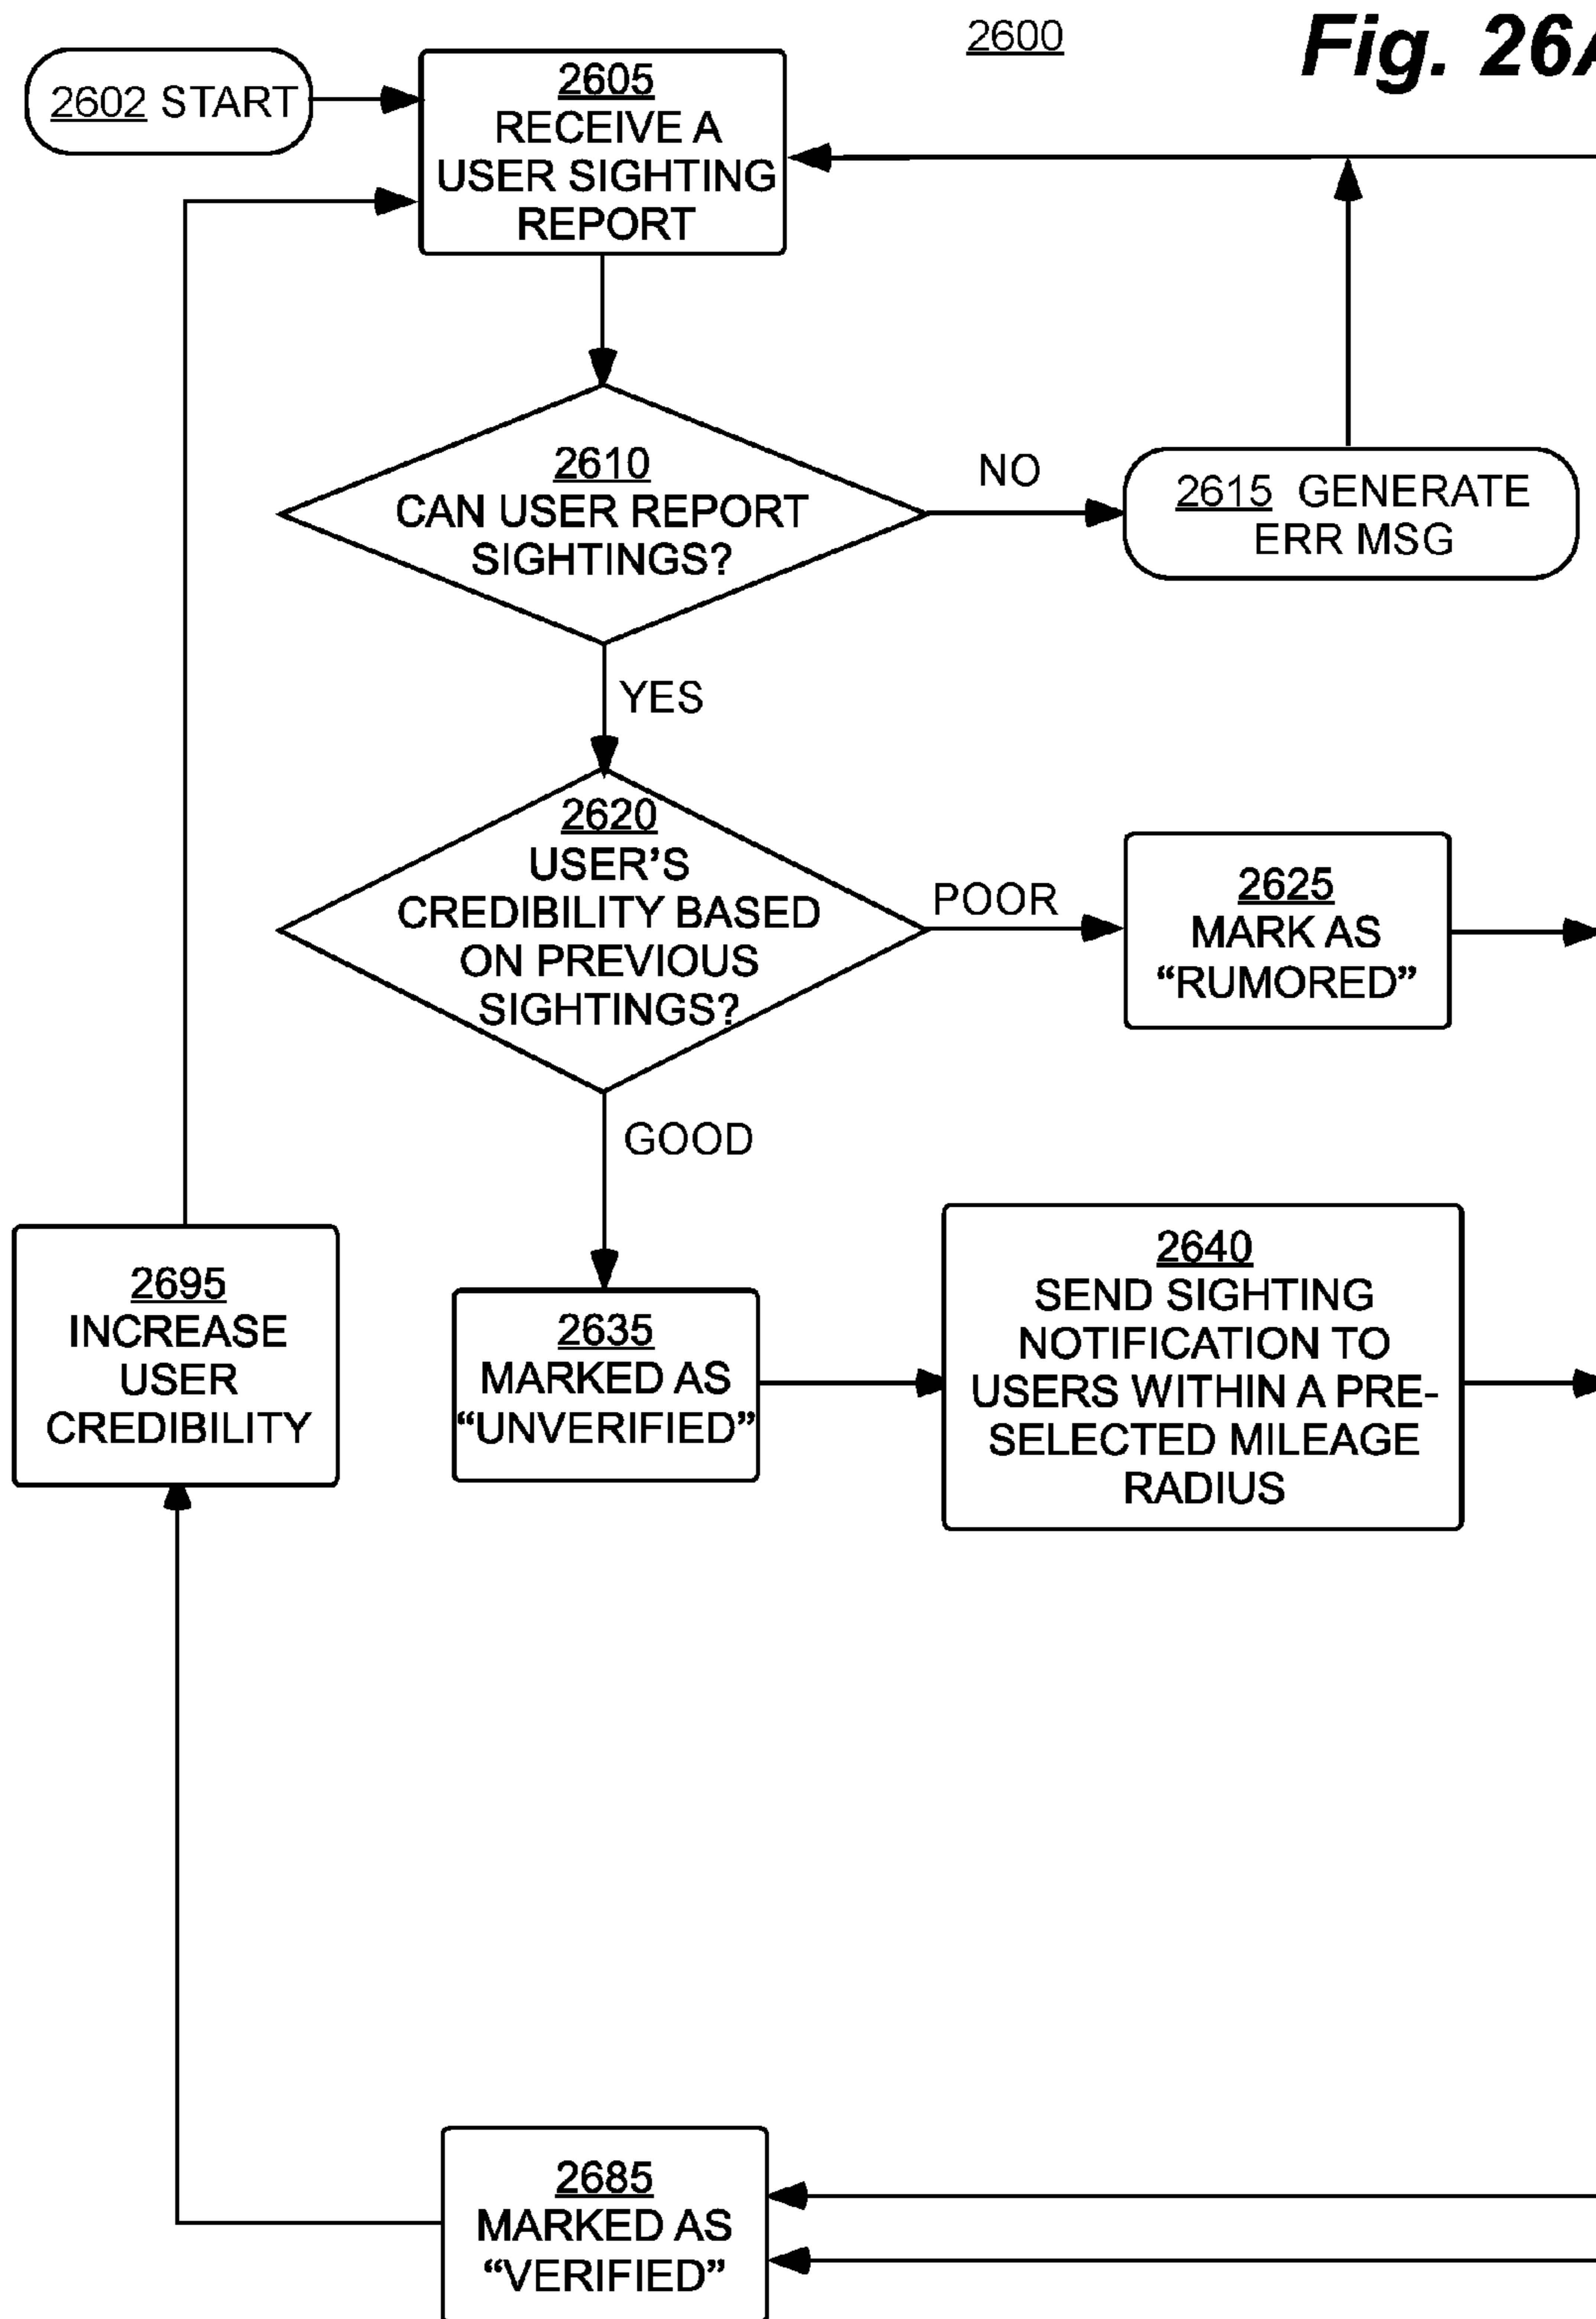 2600
Fig. 26A
2602 START
2605
RECEIVE A
USER SIGHTING
REPORT
2610
CAN USER REPORT
SIGHTINGS?
NO
2615 GENERATE
ERR MSG
YES
2620
USER’S
CREDIBILITY BASED
ON PREVIOUS
SIGHTINGS?
POOR
2625
MARK AS
“RUMORED”
GOOD
2635
MARKED AS
“UNVERIFIED”
2640
SEND SIGHTING
NOTIFICATION TO
USERS WITHIN A PRE-
SELECTED MILEAGE
RADIUS
2695
INCREASE
USER
CREDIBILITY
2685
MARKED AS
“VERIFIED”